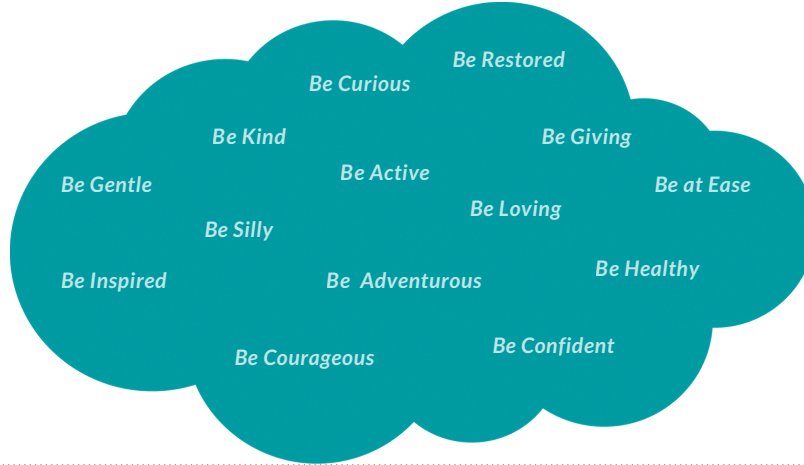 Be Restored
Be Curious
Be Kind
Be Giving
Be Active
Be Gentle
Be at Ease
Be Loving
Be Silly
Be Healthy
Be Inspired
Be  Adventurous
Be Confident
Be Courageous